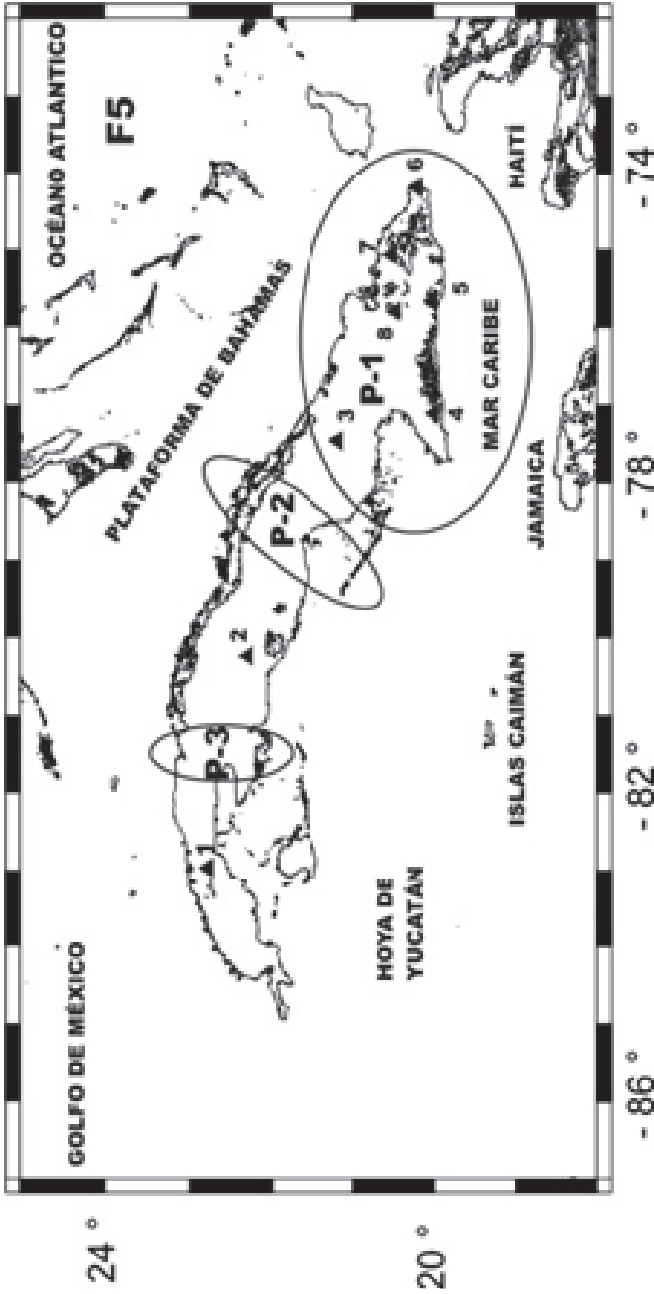 GOLFO DE MÉXICO
OCÉANO ATLANTICO
F5
PLATAFORMA DE BAHAMAS
24°
1
P-3
2
P-2
3
P-1
8
7
6
4
5
HOYA DE
YUCATÁN
ISLAS CAIMÁN
JAMAICA
MAR CARIBE
HAITÍ
20°
- 86°
- 82°
- 78°
- 74°